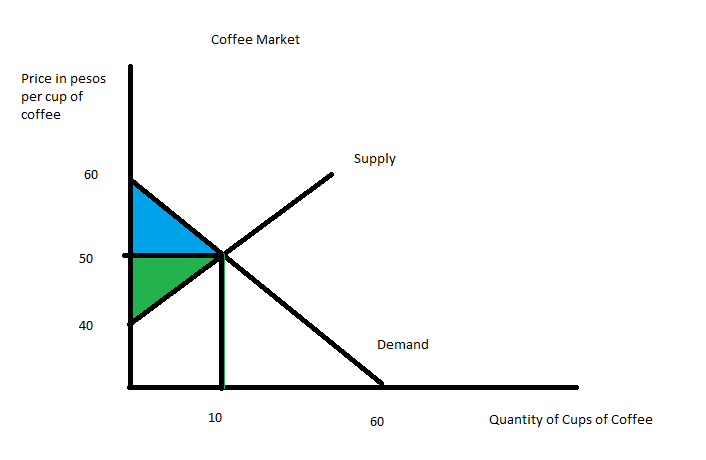 Coffee Market
Price in pesos
per cup of
coffee
60
Supply
50
40
Demand
10
60
Quantity of Cups of Coffee